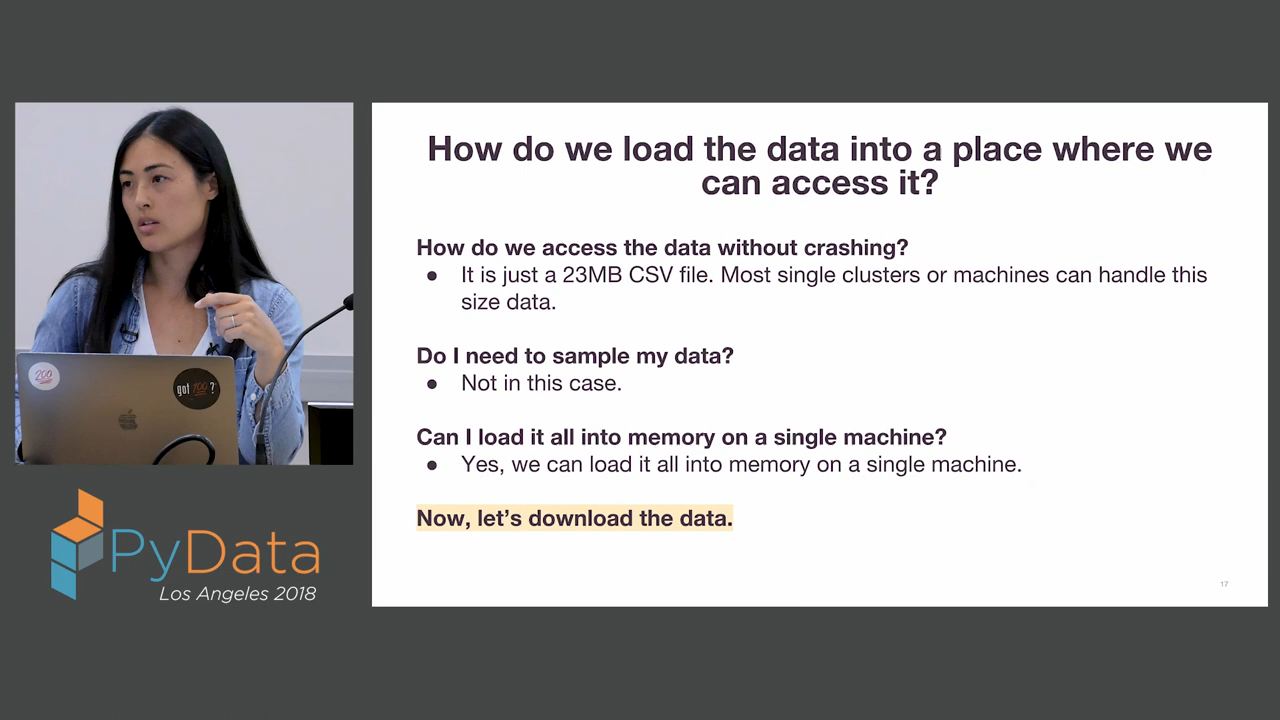 How do we load the data into a place where we
can access it?
How do we access the data without crashing?
● It is just a 23MB CSV file. Most single clusters or machines can handle this
size data.
Do I need to sample my data?
● Not in this case.
Can I load it all into memory on a single machine?
● Yes, we can load it all into memory on a single machine.
Now, let’s download the data.
17
200
got 200 ?
PyData
Los Angeles 2018